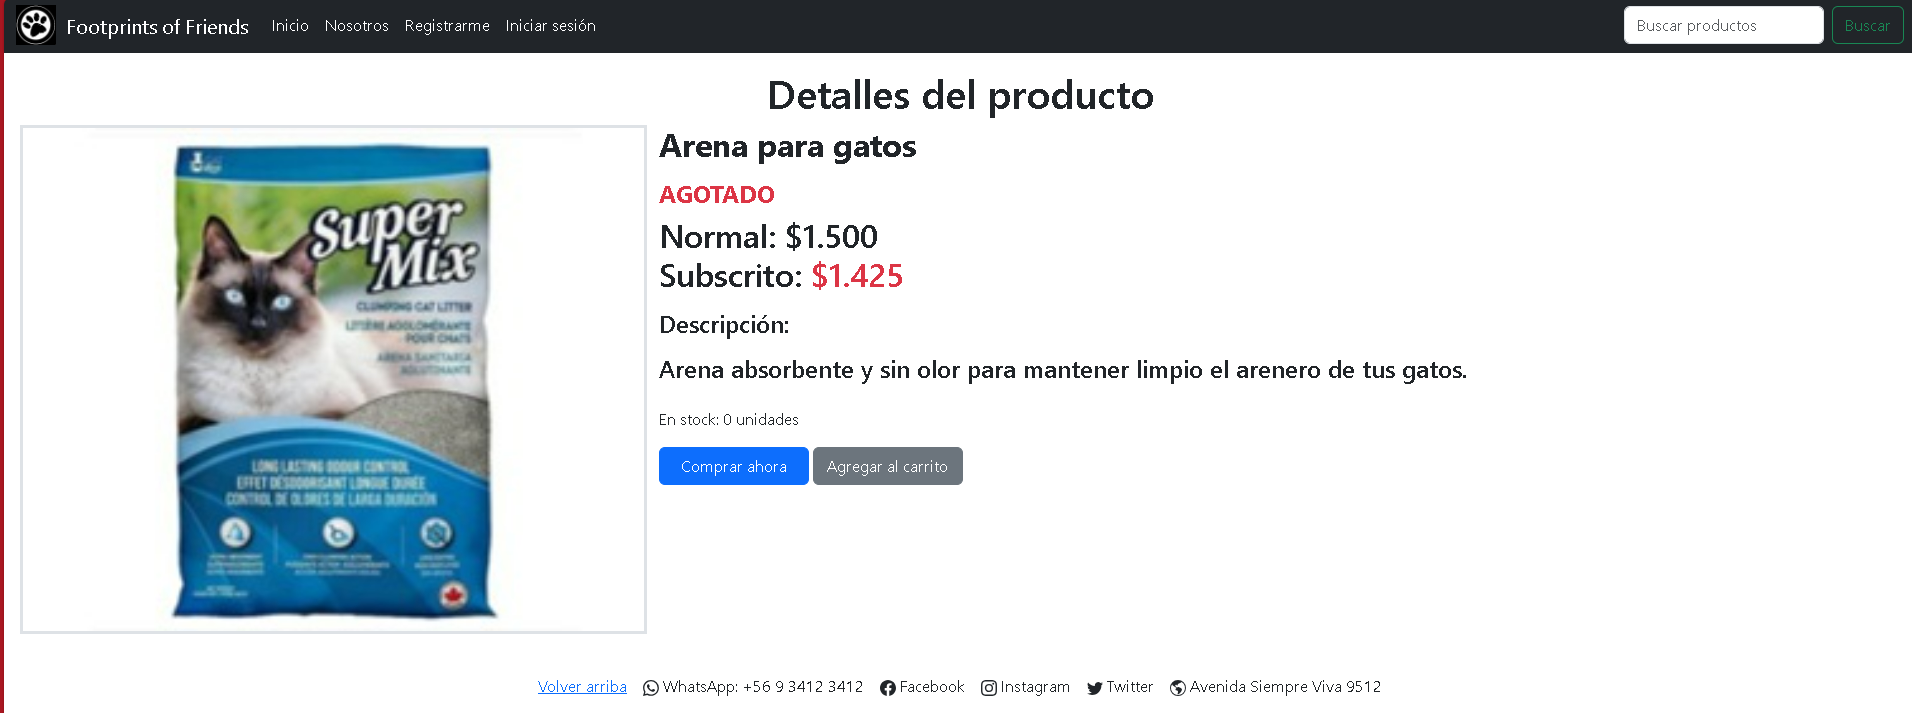 Footprints of Friends Inicio Nosotros Registrarme Iniciar sesión Buscar productos Buscar
Detalles del producto
Super
Mix
CLUMPING CAT LITTER
LITIÈRE AGGLOMÉRANTE
POUR CHATS
ARENA SANITARIA
AGLUTINANTE
LONG LASTING ODOUR CONTROL
EFFET DÉSODORISANT LONGUE DURÉE
CONTROL DE OLORES DE LARGA DURACIÓN
Arena para gatos
AGOTADO
Normal: $1.500
Subscrito: $1.425
Descripción:
Arena absorbente y sin olor para mantener limpio el arenero de tus gatos.
En stock: 0 unidades
Comprar ahora Agregar al carrito
Volver arriba WhatsApp: +56 9 3412 3412 Facebook Instagram Twitter Avenida Siempre Viva 9512